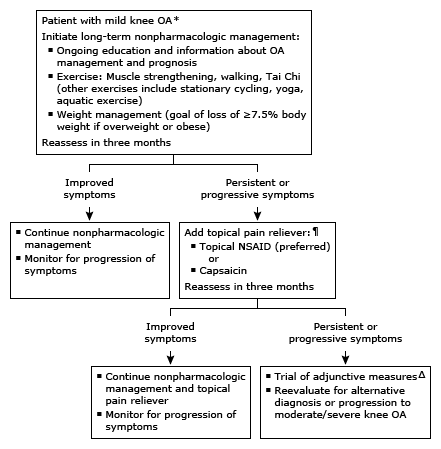 Patient with mild knee OA*
Initiate long-term nonpharmacologic management:
▪ Ongoing education and information about OA
management and prognosis
▪ Exercise: Muscle strengthening, walking, Tai Chi
(other exercises include stationary cycling, yoga,
aquatic exercise)
▪ Weight management (goal of loss of ≥7.5% body
weight if overweight or obese)
Reassess in three months
Improved
symptoms
Persistent or
progressive symptoms
▪ Continue nonpharmacologic
management
▪ Monitor for progression of
symptoms
Add topical pain reliever:¶
▪ Topical NSAID (preferred)
or
▪ Capsaicin
Reassess in three months
Improved
symptoms
Persistent or
progressive symptoms
▪ Continue nonpharmacologic
management and topical
pain reliever
▪ Monitor for progression of
symptoms
▪ Trial of adjunctive measuresΔ
▪ Reevaluate for alternative
diagnosis or progression to
moderate/severe knee OA